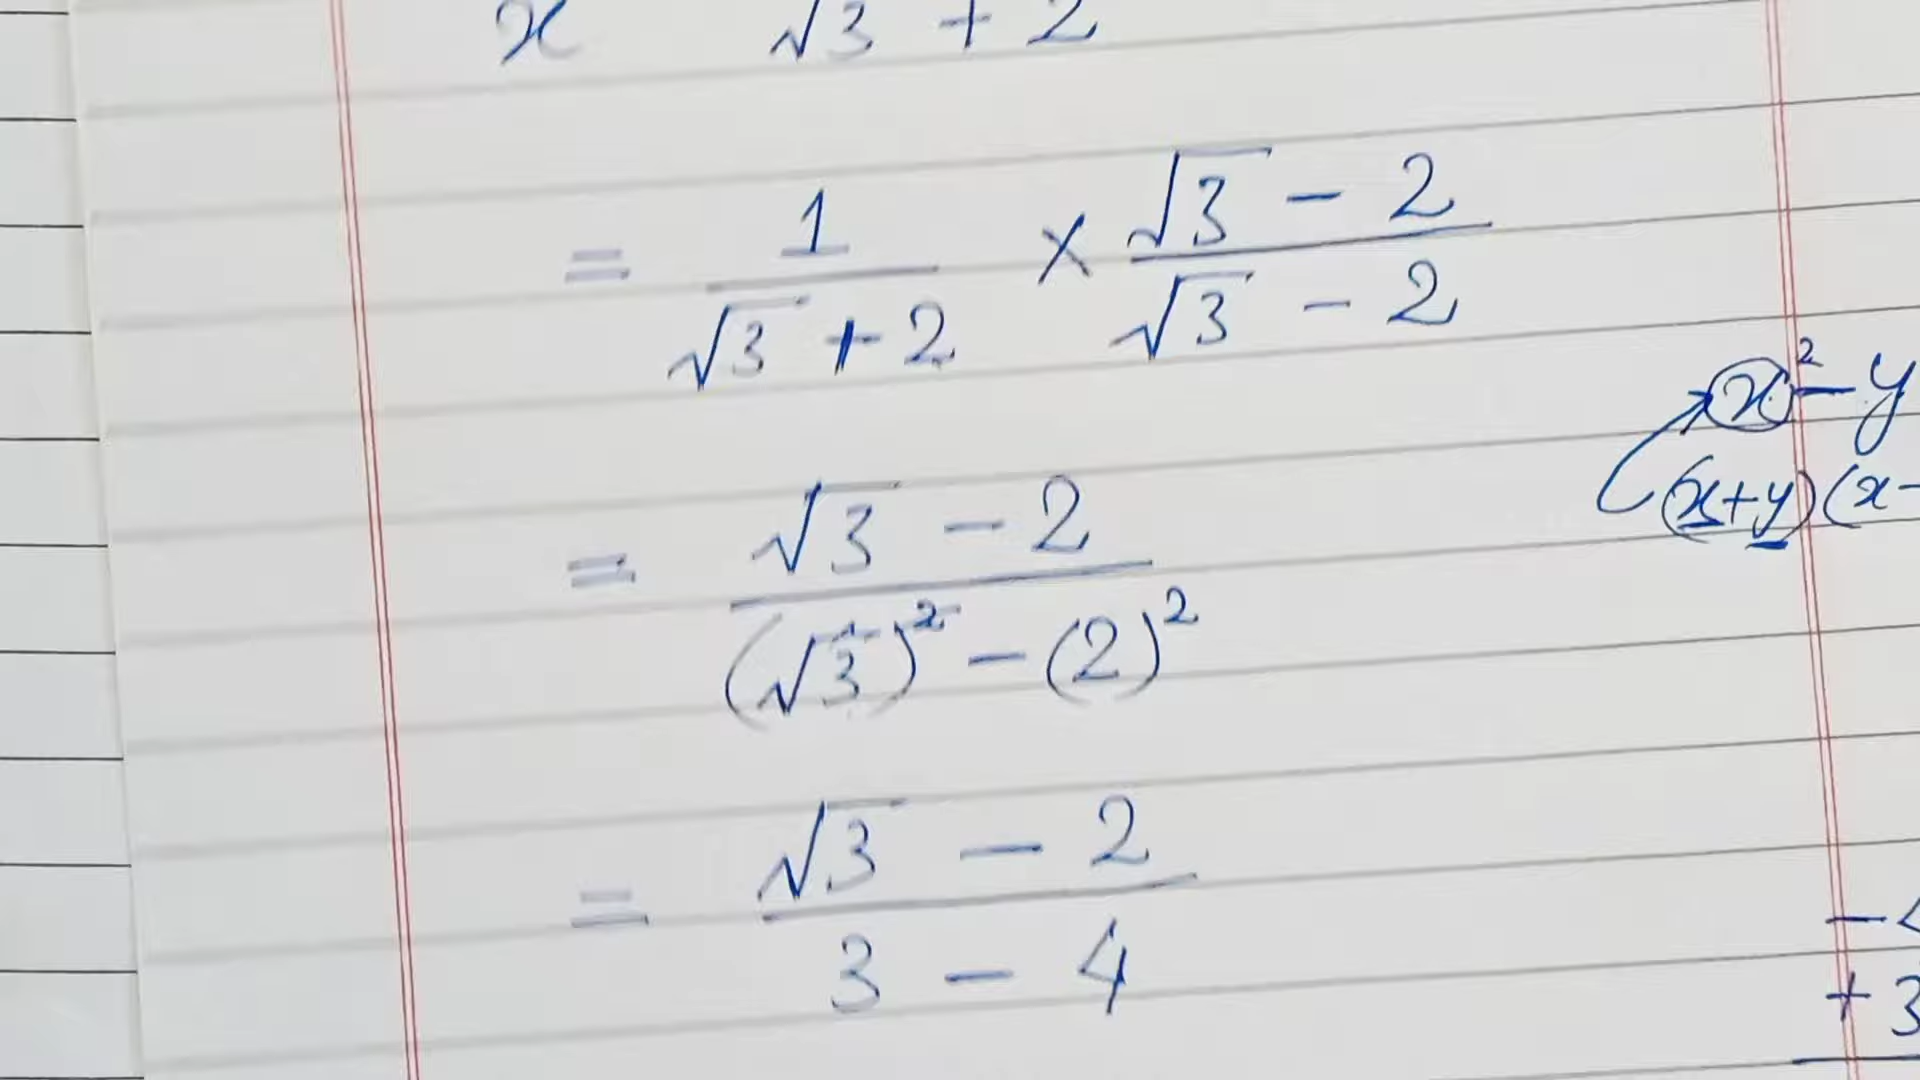 x √3 + 2
= 1/(√3 + 2) × (√3 - 2)/(√3 - 2)
x² - y
(x+y)(x-
= (√3 - 2)/((√3)² - (2)²)
= (√3 - 2)/(3 - 4)
-
+ 3